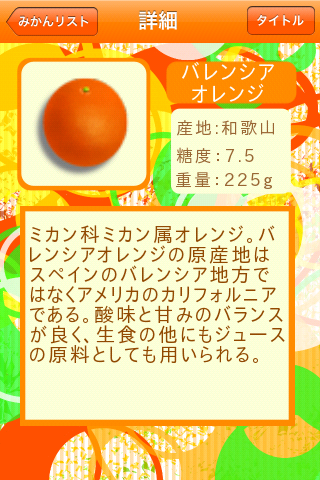 みかんリスト
詳細
タイトル
バレンシア
オレンジ
産地:和歌山
糖度:7.5
重量:225g
ミカン科ミカン属オレンジ。バ
レンシアオレンジの原産地は
スペインのバレンシア地方で
はなくアメリカのカリフォルニア
である。酸味と甘みのバランス
が良く、生食の他にもジュース
の原料としても用いられる。